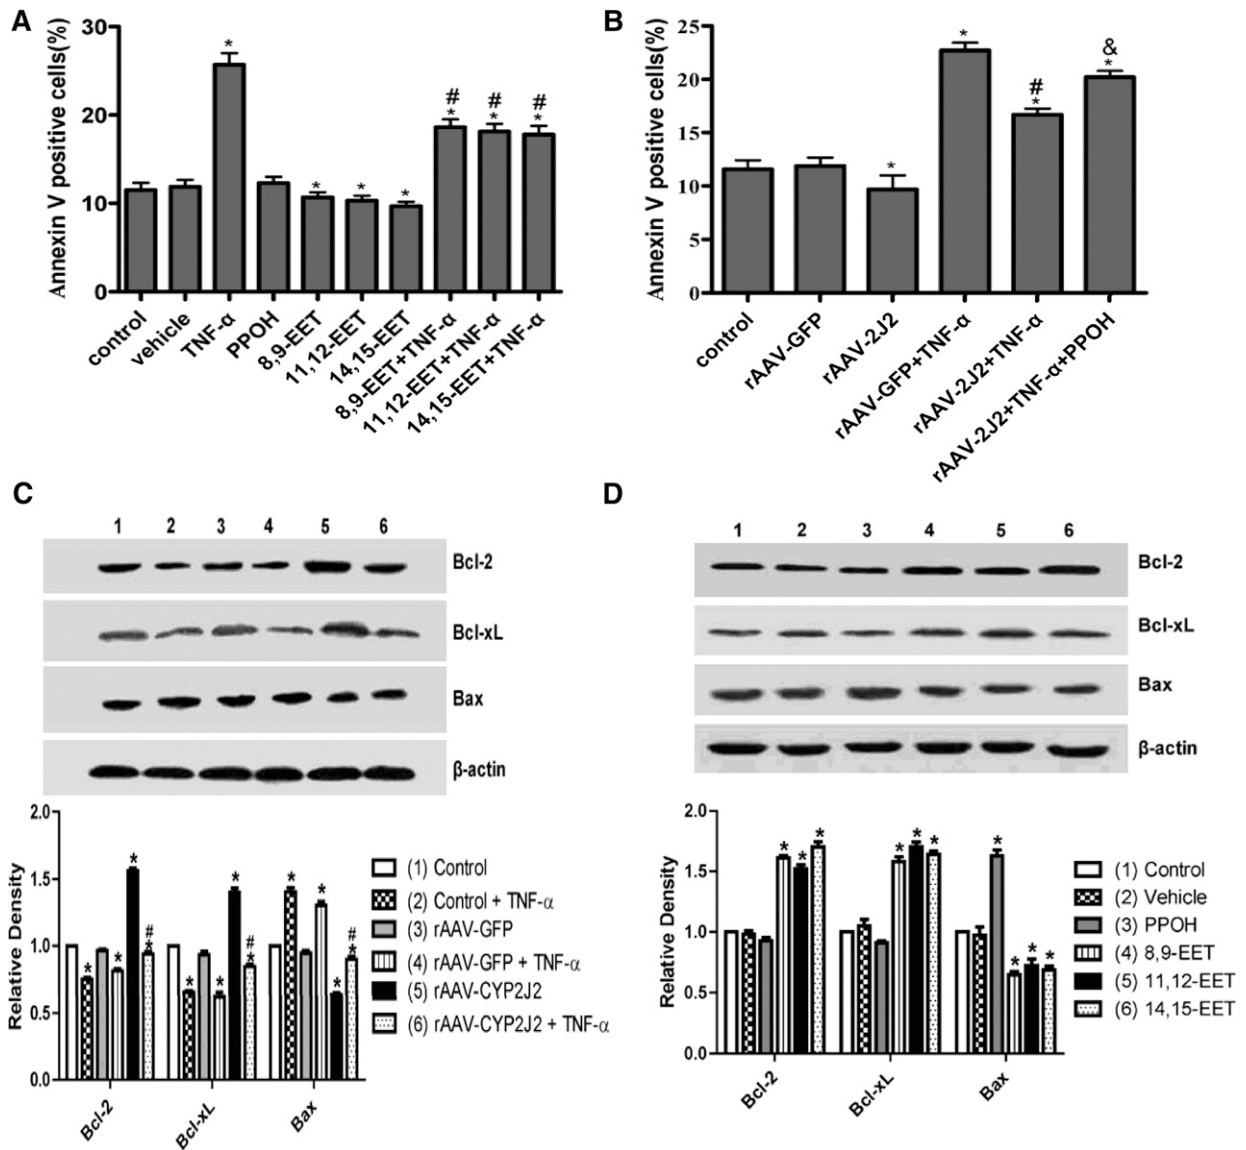 A
Annexin V positive cells(%)
30
20
10
0
*
*
*
*
#
*
#
*
#
*
control
vehicle
TNF-α
PPOH
8,9-EET
11,12-EET
14,15-EET
8,9-EET+TNF-α
11,12-EET+TNF-α
14,15-EET+TNF-α
B
Annexin V positive cells(%)
25
20
15
10
5
0
*
*
#
*
&
*
control
rAAV-GFP
rAAV-2J2
rAAV-GFP+TNF-α
rAAV-2J2+TNF-α
rAAV-2J2+TNF-α+PPOH
C
1 2 3 4 5 6
Bcl-2
Bcl-xL
Bax
β-actin
Relative Density
2.0
1.5
1.0
0.5
0.0
* * * # *
* * * # *
* * * # *
Bcl-2
Bcl-xL
Bax
(1) Control
(2) Control + TNF-α
(3) rAAV-GFP
(4) rAAV-GFP + TNF-α
(5) rAAV-CYP2J2
(6) rAAV-CYP2J2 + TNF-α
D
1 2 3 4 5 6
Bcl-2
Bcl-xL
Bax
β-actin
Relative Density
2.0
1.5
1.0
0.5
0.0
* * *
* * *
* * * *
Bcl-2
Bcl-xL
Bax
(1) Control
(2) Vehicle
(3) PPOH
(4) 8,9-EET
(5) 11,12-EET
(6) 14,15-EET